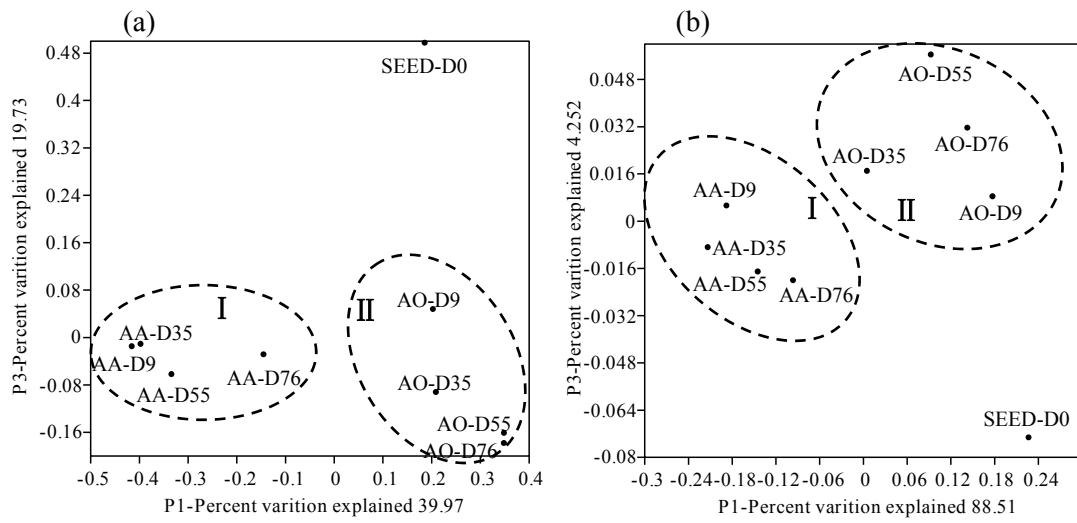 (a)
(b)
P3-Percent varition explained 19.73
0.48
0.4
0.32
0.24
0.16
0.08
0
-0.08
-0.16
SEED-D0
I
II
AO-D9
AA-D35
AA-D9
AA-D55
AA-D76
AO-D35
AO-D55
AO-D76
-0.5 -0.4 -0.3 -0.2 -0.1 0 0.1 0.2 0.3 0.4
P1-Percent varition explained 39.97
P3-Percent varition explained 4.252
0.048
0.032
0.016
0
-0.016
-0.032
-0.048
-0.064
-0.08
AO-D55
AO-D76
AO-D35
AA-D9
I
II
AO-D9
AA-D35
AA-D55
AA-D76
SEED-D0
-0.3 -0.24 -0.18 -0.12 -0.06 0 0.06 0.12 0.18 0.24
P1-Percent varition explained 88.51